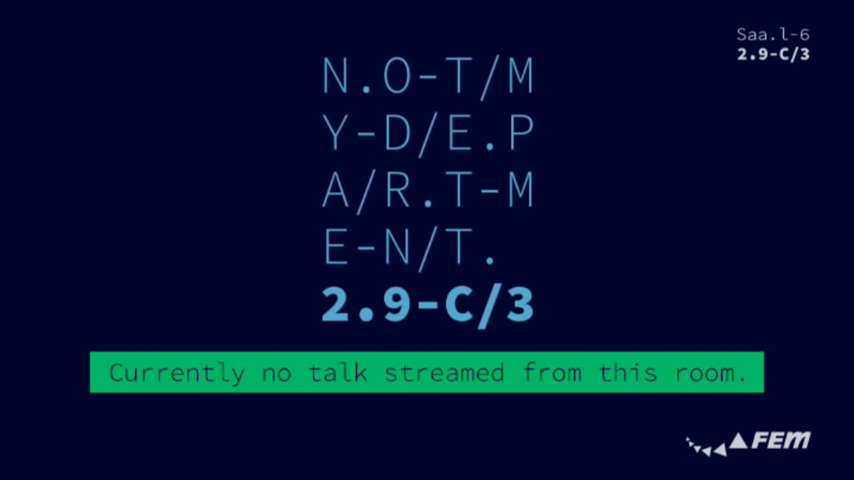 Saa.l-6
2.9-C/3
N.O-T/M
Y-D/E.P
A/R.T-M
E-N/T.
2.9-C/3
Currently no talk streamed from this room.
FEM